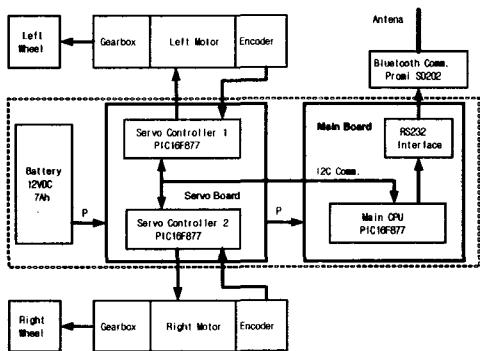 Antena
Left
Wheel
Gearbox
Left Motor
Encoder
Bluetooth Comm.
Promi SD202
Servo Controller 1
PIC16F877
Main Board
RS232
Interface
Battery
12VDC
7Ah
I2C Comm.
Servo Board
P
Servo Controller 2
PIC16F877
P
Main CPU
PIC16F877
Right
Wheel
Gearbox
Right Motor
Encoder